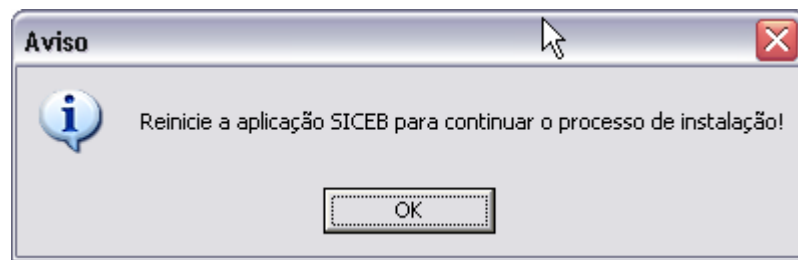 Aviso
Reinicie a aplicação SICEB para continuar o processo de instalação!
OK